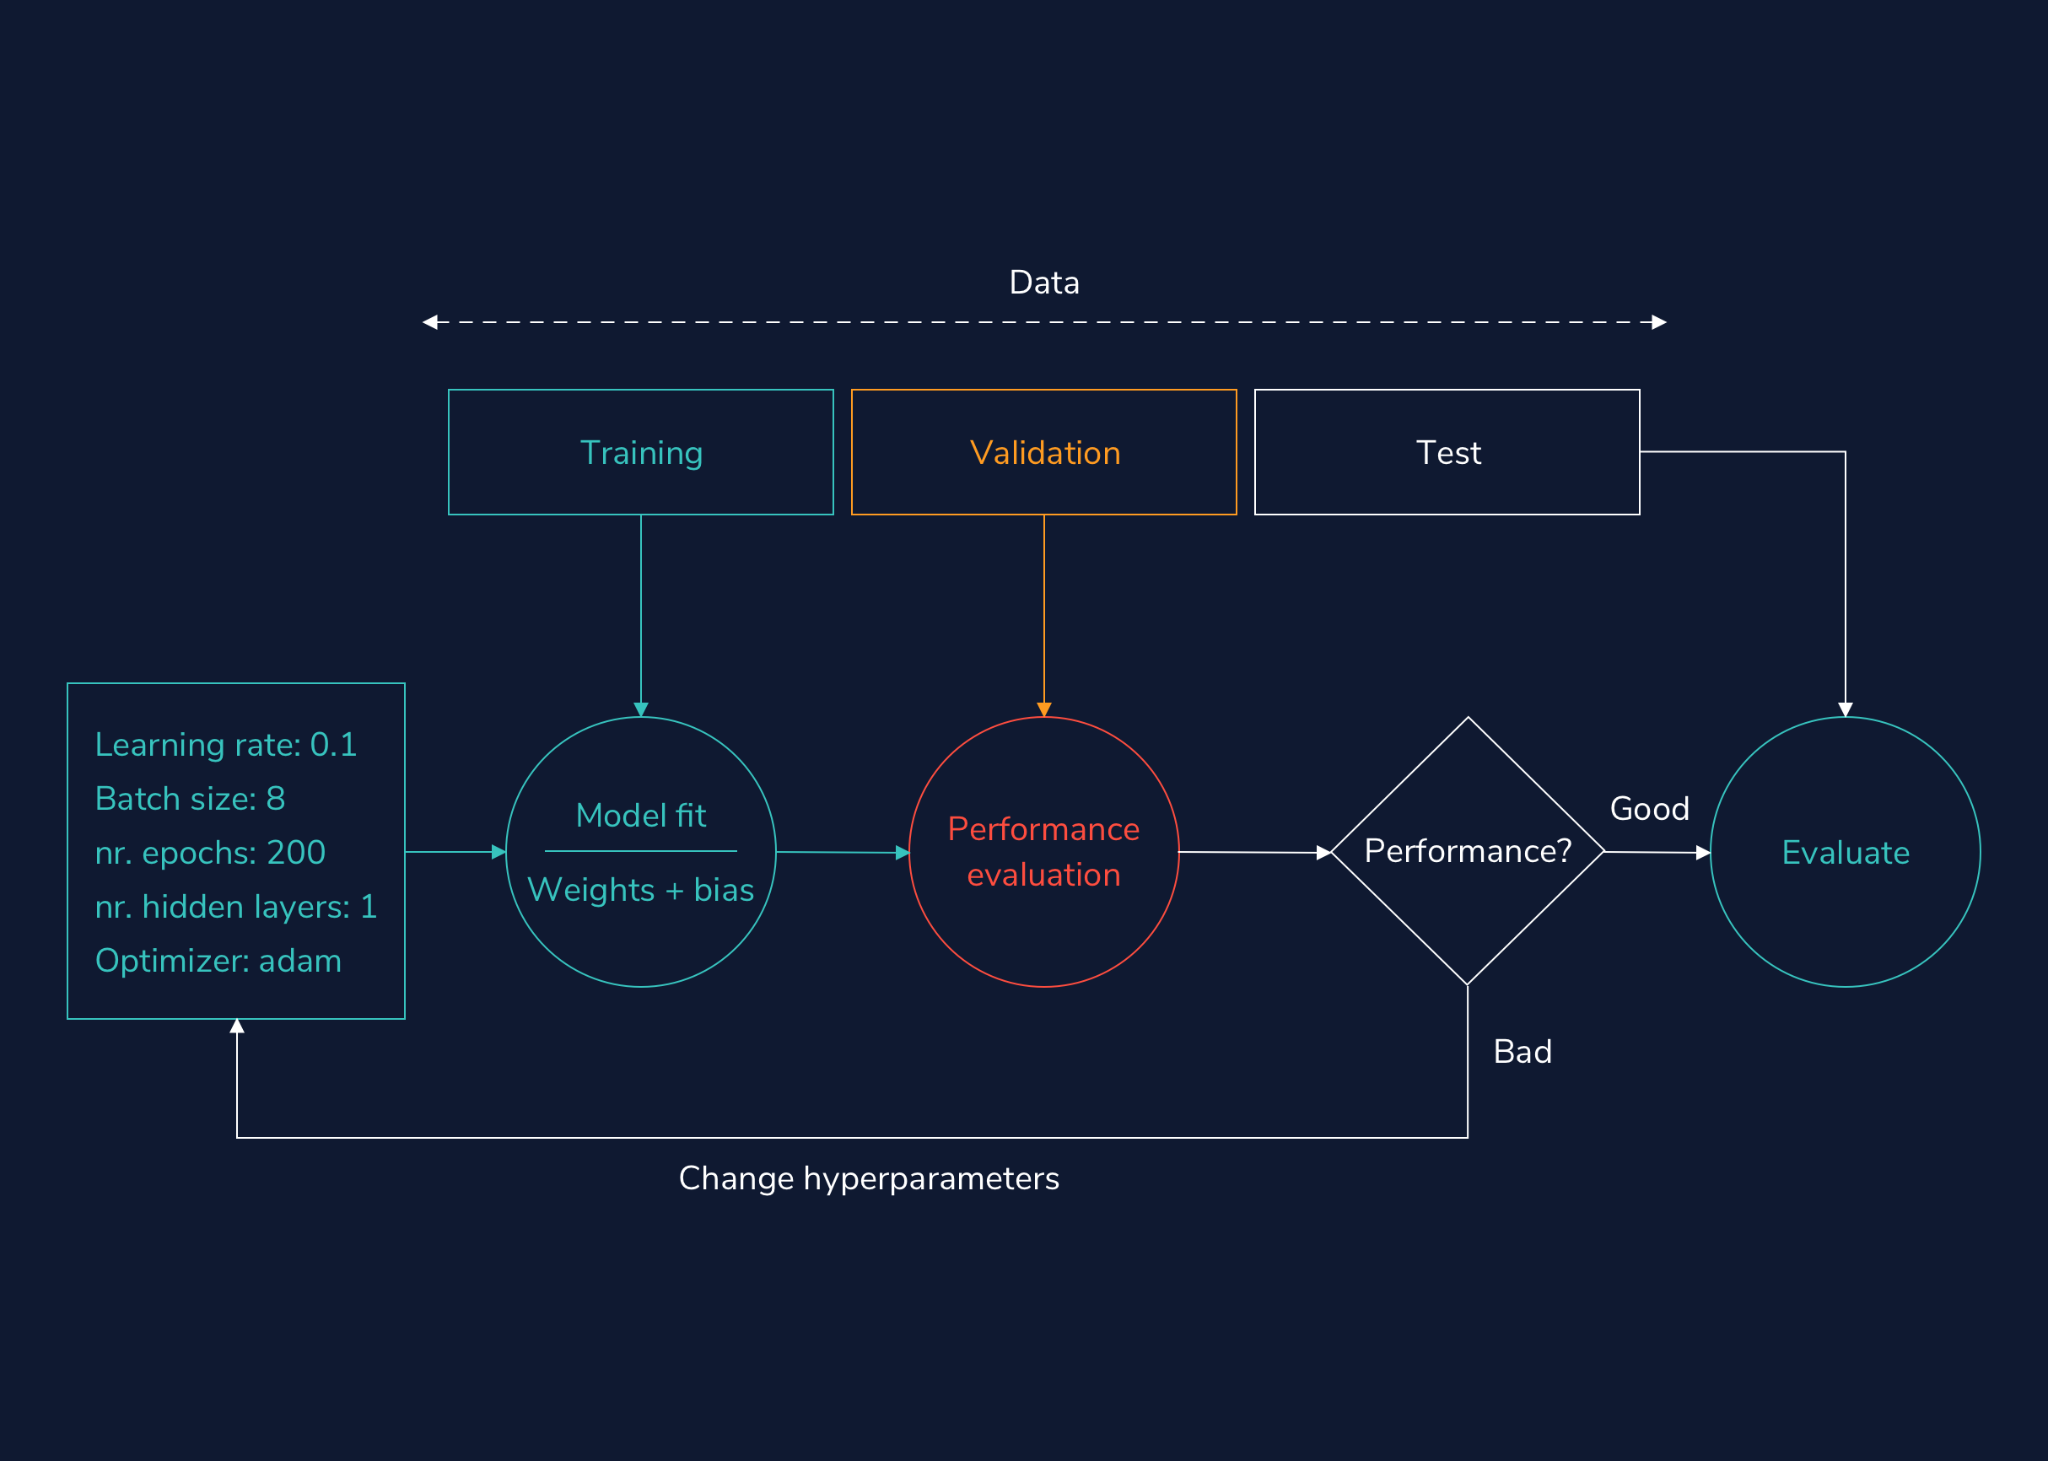 Data
Training
Validation
Test
Learning rate: 0.1
Batch size: 8
nr. epochs: 200
nr. hidden layers: 1
Optimizer: adam
Model fit
Weights + bias
Performance
evaluation
Performance?
Good
Evaluate
Bad
Change hyperparameters